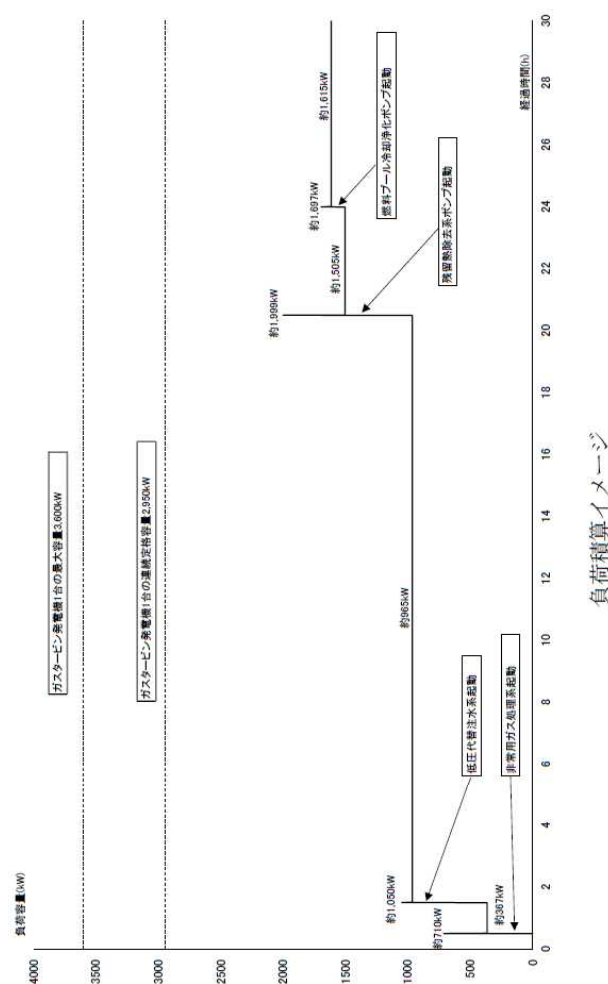 負荷容量(kW)
4000
3500
3000
2500
2000
1500
1000
500
0
ガスタービン発電機1台の最大容量3,600kW
ガスタービン発電機1台の連続定格容量2,950kW
約710kW
約367kW
約1,050kW
約965kW
約1,999kW
約1,505kW
約1,697kW
約1,615kW
低圧代替注水系起動
非常用ガス処理系起動
残留熱除去系ポンプ起動
燃料プール冷却浄化ポンプ起動
0 2 4 6 8 10 12 14 16 18 20 22 24 26 28 30
経過時間(h)
負荷積算イメージ